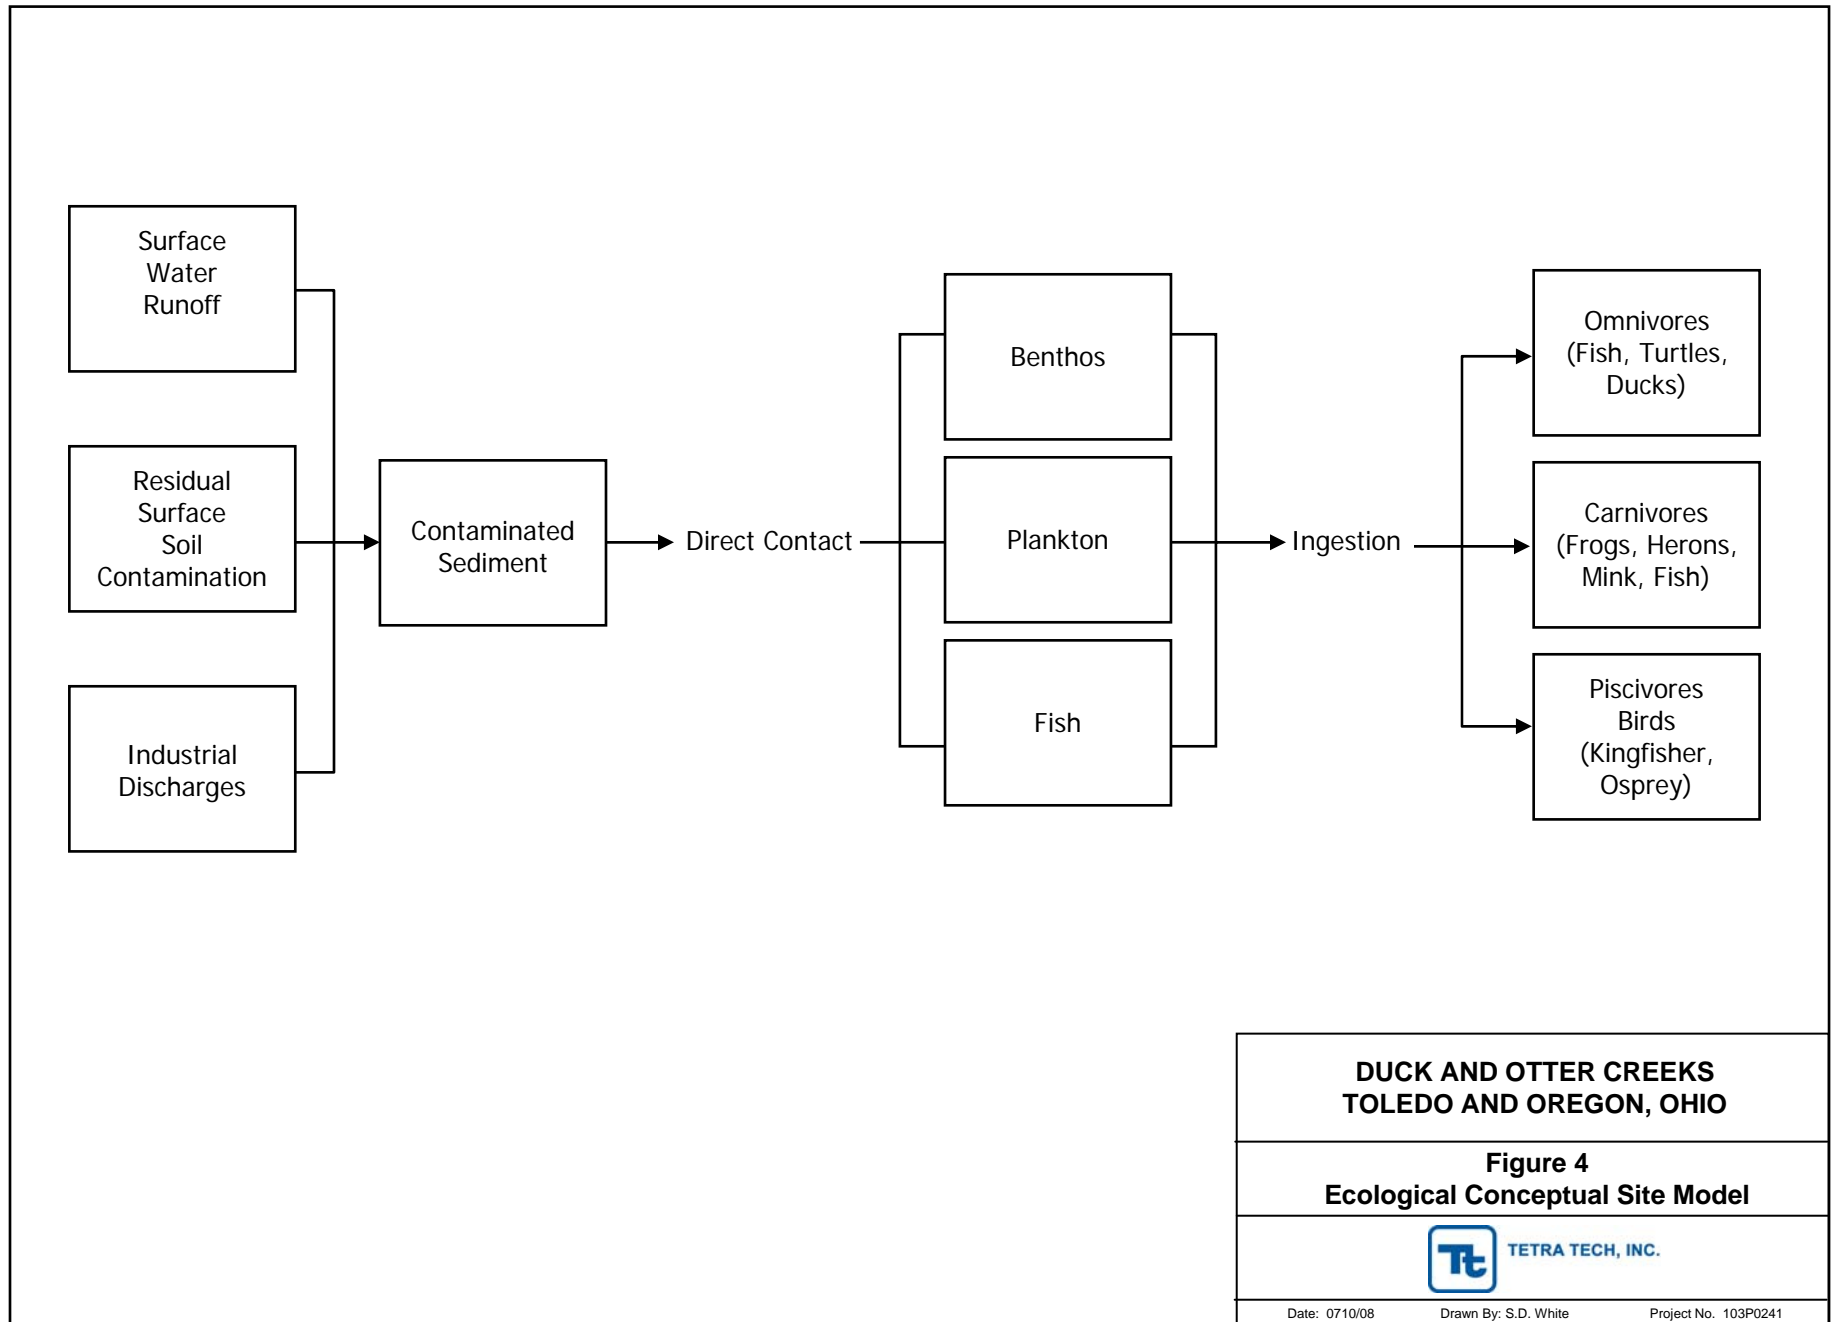 Surface
Water
Runoff
Residual
Surface
Soil
Contamination
Industrial
Discharges
Contaminated
Sediment
Direct Contact
Benthos
Plankton
Fish
Ingestion
Omnivores
(Fish, Turtles,
Ducks)
Carnivores
(Frogs, Herons,
Mink, Fish)
Piscivores
Birds
(Kingfisher,
Osprey)
DUCK AND OTTER CREEKS
TOLEDO AND OREGON, OHIO
Figure 4
Ecological Conceptual Site Model
Tt TETRA TECH, INC.
Date: 0710/08 Drawn By: S.D. White Project No. 103P0241